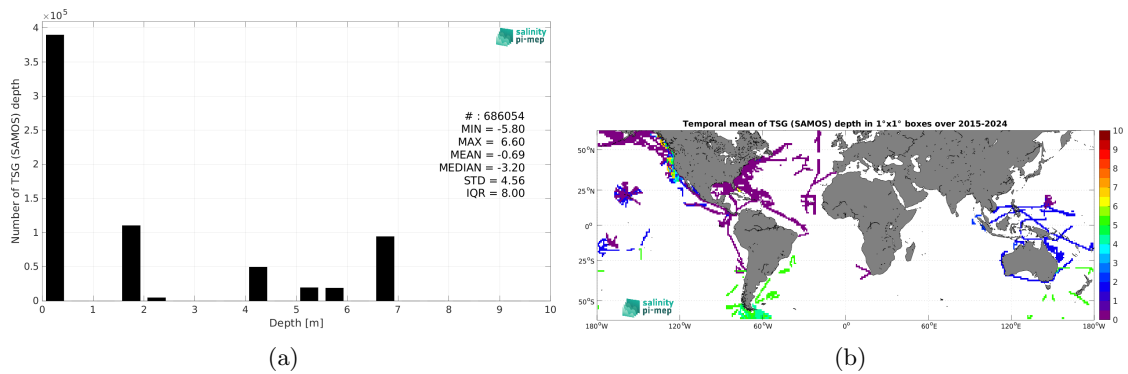 ×10⁵
4
3.5
3
2.5
2
1.5
1
0.5
0
Number of TSG (SAMOS) depth
salinity
pi-mep
# : 686054
MIN = -5.80
MAX = 6.60
MEAN = -0.69
MEDIAN = -3.20
STD = 4.56
IQR = 8.00
0 1 2 3 4 5 6 7 8 9 10
Depth [m]
(a)
Temporal mean of TSG (SAMOS) depth in 1°x1° boxes over 2015-2024
50°N
25°N
0°
25°S
50°S
salinity
pi-mep
180°W 120°W 60°W 0° 60°E 120°E 180°W
10
9
8
7
6
5
4
3
2
1
0
(b)